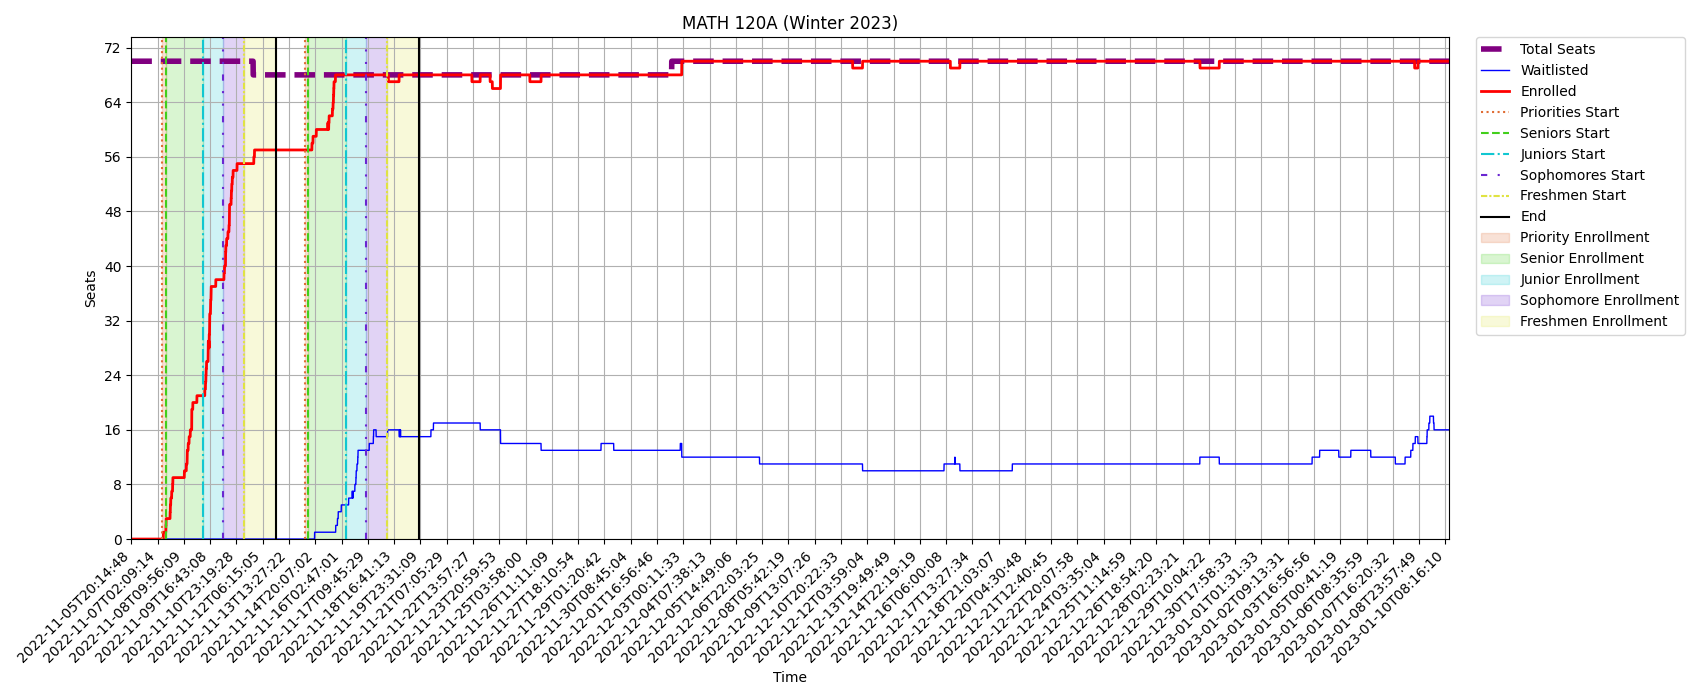 MATH 120A (Winter 2023)
Seats
72
64
56
48
40
32
24
16
8
0
2022-11-05T20:14:48
2022-11-07T02:09:14
2022-11-08T09:56:09
2022-11-09T16:43:08
2022-11-10T23:19:28
2022-11-12T06:15:05
2022-11-13T13:27:22
2022-11-14T20:07:02
2022-11-16T02:47:01
2022-11-17T09:45:29
2022-11-18T16:41:13
2022-11-19T23:31:09
2022-11-21T07:05:29
2022-11-22T13:57:27
2022-11-23T20:59:53
2022-11-25T03:58:00
2022-11-26T11:11:09
2022-11-27T18:10:54
2022-11-29T01:20:42
2022-11-30T08:45:04
2022-12-01T16:56:46
2022-12-03T00:11:33
2022-12-04T07:38:13
2022-12-05T14:49:06
2022-12-06T22:03:25
2022-12-08T05:42:19
2022-12-09T13:07:26
2022-12-10T20:22:33
2022-12-12T03:59:04
2022-12-13T19:49:49
2022-12-14T22:19:19
2022-12-16T06:00:08
2022-12-17T13:27:34
2022-12-18T21:03:07
2022-12-20T04:30:48
2022-12-21T12:40:45
2022-12-22T20:07:58
2022-12-24T03:35:04
2022-12-25T11:14:59
2022-12-26T18:54:20
2022-12-28T02:23:21
2022-12-29T10:04:22
2022-12-30T17:58:33
2023-01-01T01:31:33
2023-01-02T09:13:31
2023-01-03T16:56:56
2023-01-05T00:41:19
2023-01-06T08:35:59
2023-01-07T16:20:32
2023-01-08T23:57:49
2023-01-10T08:16:10
Time
Total Seats
Waitlisted
Enrolled
Priorities Start
Seniors Start
Juniors Start
Sophomores Start
Freshmen Start
End
Priority Enrollment
Senior Enrollment
Junior Enrollment
Sophomore Enrollment
Freshmen Enrollment